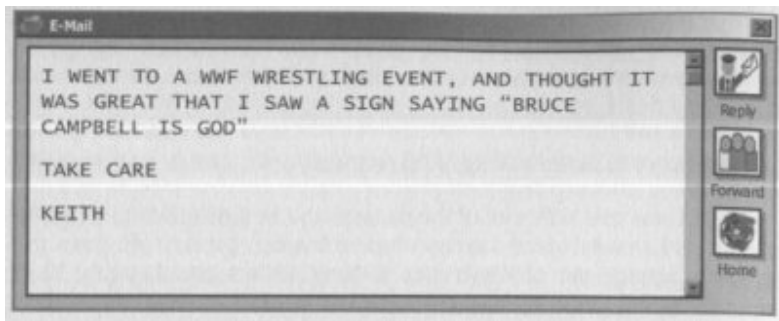 E-Mail
I WENT TO A WWF WRESTLING EVENT, AND THOUGHT IT
WAS GREAT THAT I SAW A SIGN SAYING “BRUCE
CAMPBELL IS GOD”
TAKE CARE
KEITH
Reply
Forward
Home